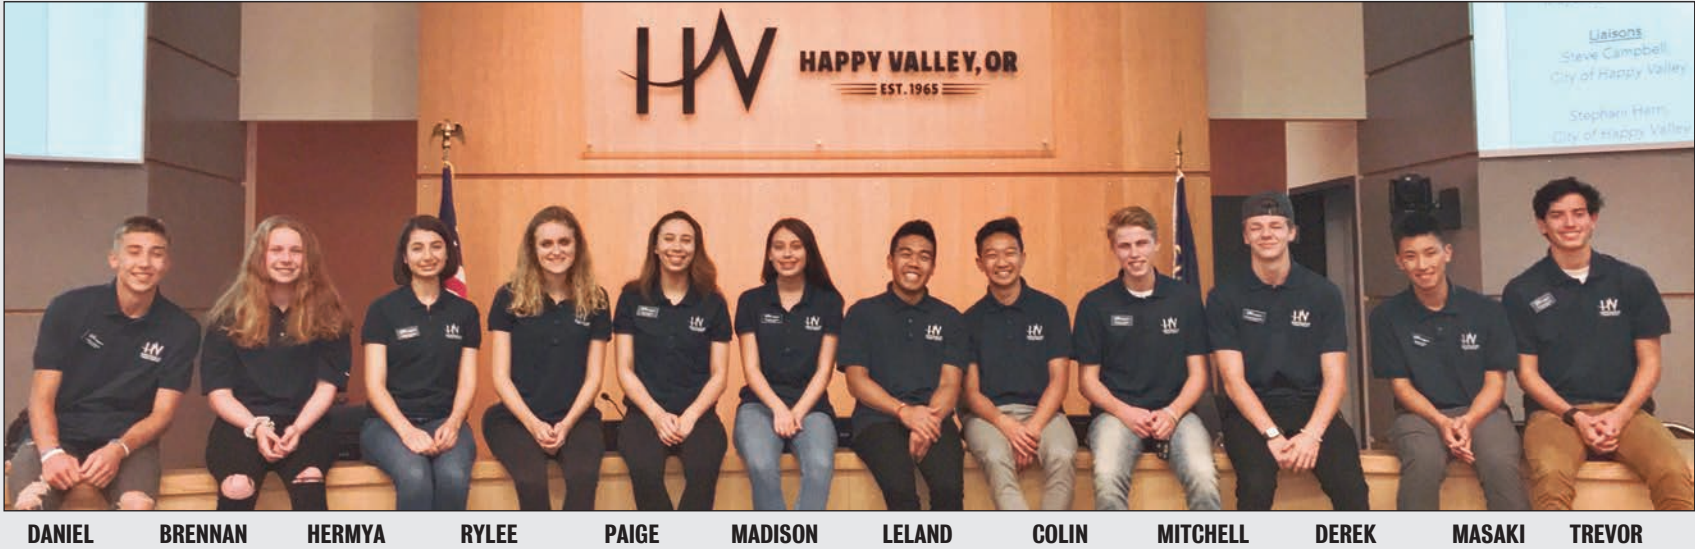 HV
HAPPY VALLEY, OR
EST. 1965
Liaisons
Steve Campbell,
City of Happy Valley
Stephani Hern,
City of Happy Valley
DANIEL BRENNAN HERMYA RYLEE PAIGE MADISON LELAND COLIN MITCHELL DEREK MASAKI TREVOR